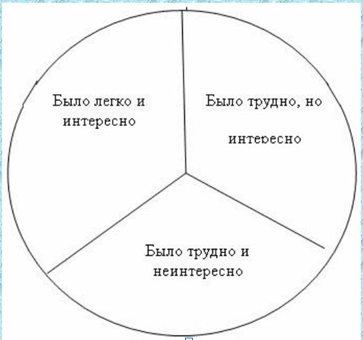 Было легко и
интересно
Было трудно, но
интересно
Было трудно и
неинтересно